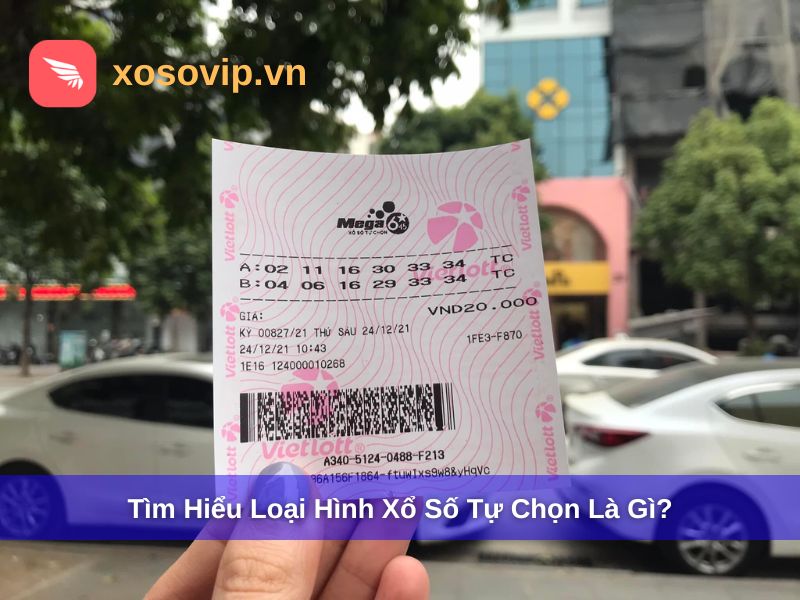 xosovip.vn
Mega 6/45
XỔ SỐ TỰ CHỌN
Vietlott
A:02 11 16 30 33 34 TC
B:04 06 16 29 33 34 TC
GIÁ: VND20.000
KỲ 00827/21 THỨ SÁU 24/12/21
24/12/21 10:43 1FE3-F870
1E16 124000010268
Vietlott
A340-5124-0488-F213
Tìm Hiểu Loại Hình Xổ Số Tự Chọn Là Gì?